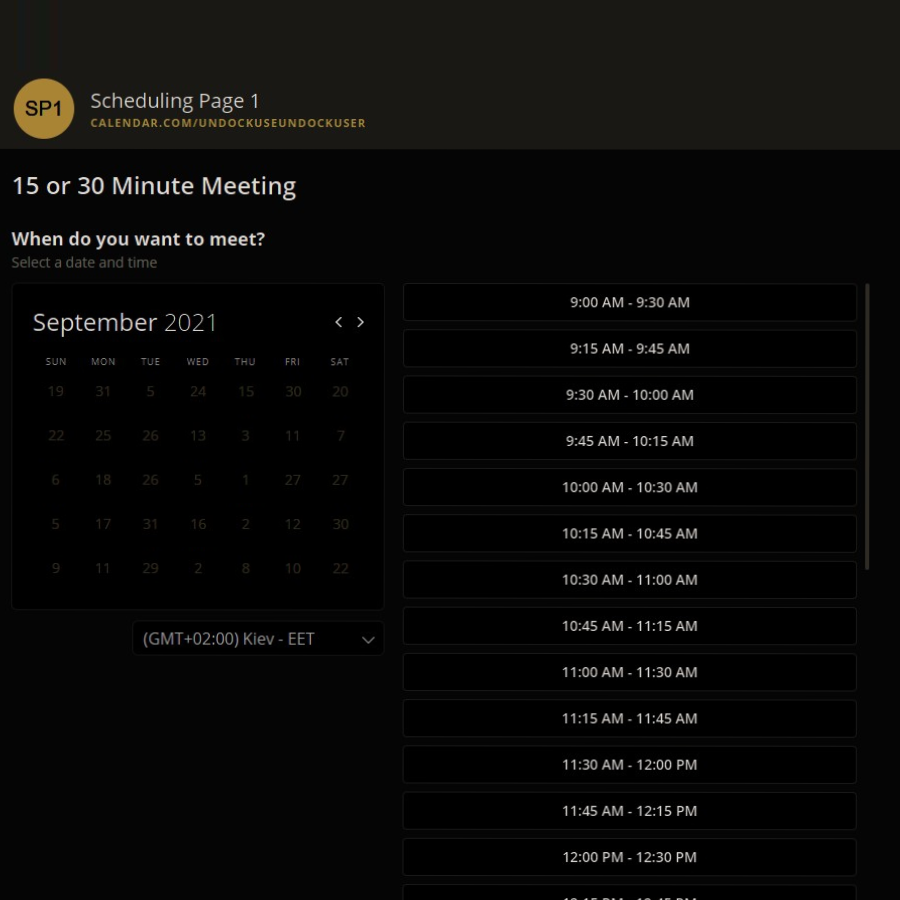 SP1
Scheduling Page 1
CALENDAR.COM/UNDOCKUSEUNDOCKUSER
15 or 30 Minute Meeting
When do you want to meet?
Select a date and time
September 2021
< >
SUN MON TUE WED THU FRI SAT
19 31 5 24 15 30 20
22 25 26 13 3 11 7
6 18 26 5 1 27 27
5 17 31 16 2 12 30
9 11 29 2 8 10 22
(GMT+02:00) Kiev - EET
9:00 AM - 9:30 AM
9:15 AM - 9:45 AM
9:30 AM - 10:00 AM
9:45 AM - 10:15 AM
10:00 AM - 10:30 AM
10:15 AM - 10:45 AM
10:30 AM - 11:00 AM
10:45 AM - 11:15 AM
11:00 AM - 11:30 AM
11:15 AM - 11:45 AM
11:30 AM - 12:00 PM
11:45 AM - 12:15 PM
12:00 PM - 12:30 PM